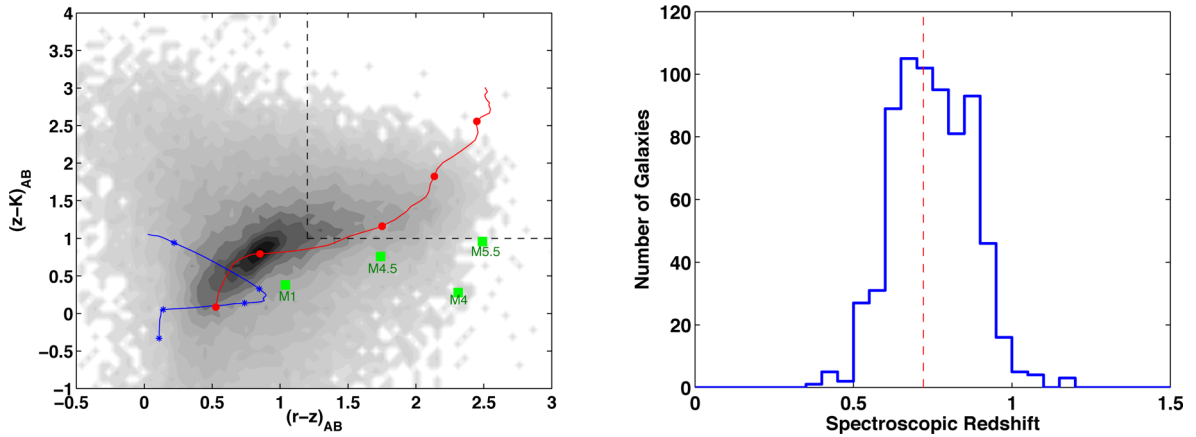 4
3.5
3
2.5
2
1.5
1
0.5
0
−0.5
−1
(z−K)AB
M1
M4.5
M5.5
M4
−0.5 0 0.5 1 1.5 2 2.5 3
(r−z)AB
120
100
80
60
40
20
0
Number of Galaxies
0 0.5 1 1.5
Spectroscopic Redshift